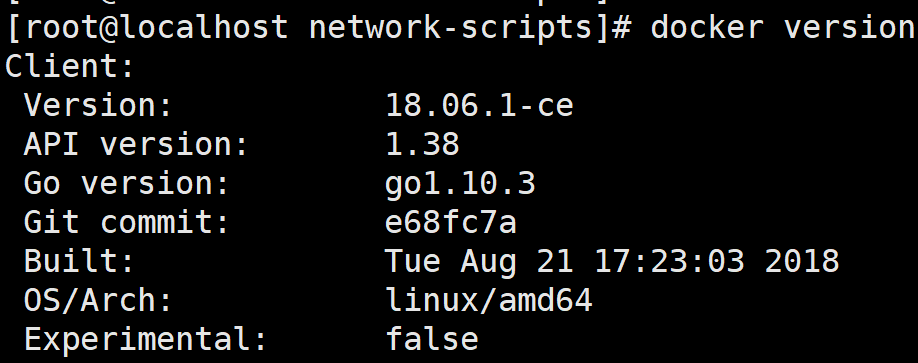 [root@localhost network-scripts]# docker version
Client:
 Version:           18.06.1-ce
 API version:       1.38
 Go version:        go1.10.3
 Git commit:        e68fc7a
 Built:             Tue Aug 21 17:23:03 2018
 OS/Arch:           linux/amd64
 Experimental:      false